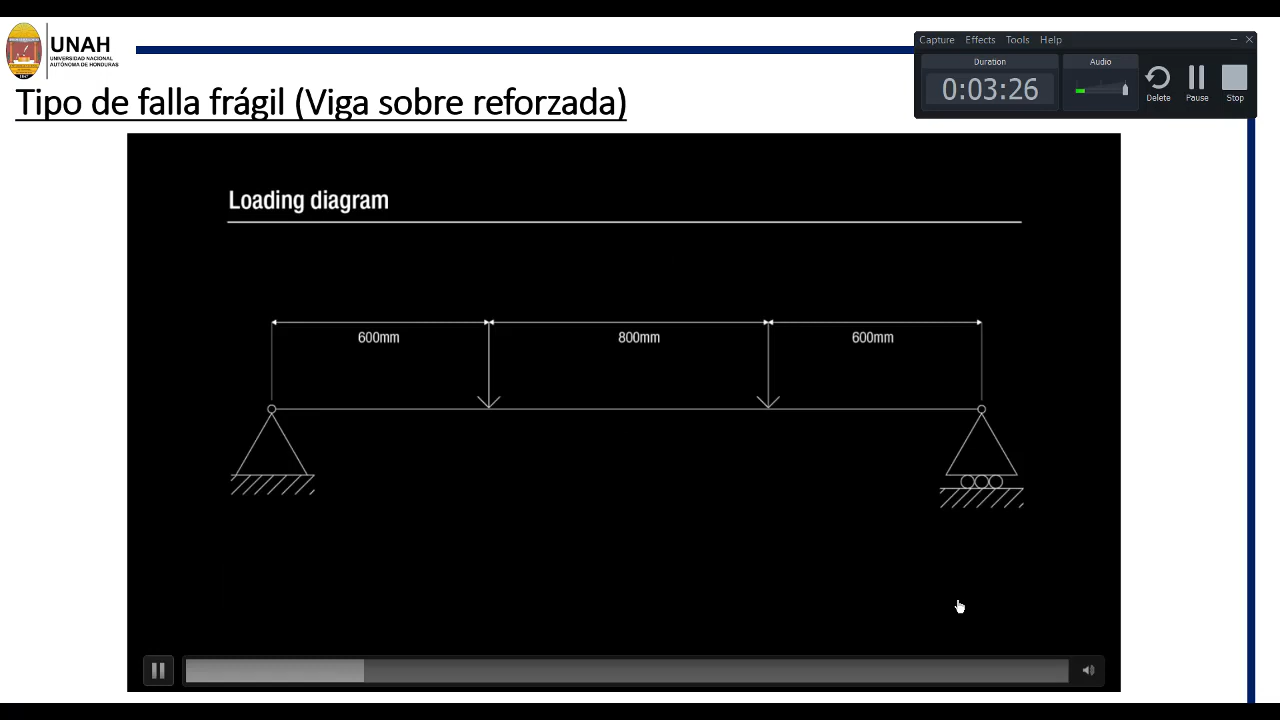 UNAH
UNIVERSIDAD NACIONAL
AUTÓNOMA DE HONDURAS
Tipo de falla frágil (Viga sobre reforzada)
Capture Effects Tools Help
Duration
Audio
0:03:26
Delete Pause Stop
Loading diagram
600mm 800mm 600mm